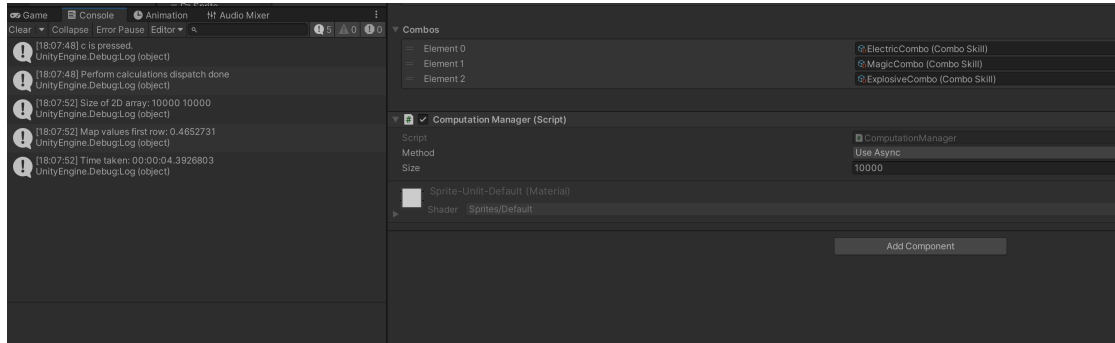 Game Console Animation Audio Mixer
Clear Collapse Error Pause Editor 5 0 0
[18:07:48] c is pressed.
UnityEngine.Debug:Log (object)
[18:07:48] Perform calculations dispatch done
UnityEngine.Debug:Log (object)
[18:07:52] Size of 2D array: 10000 10000
UnityEngine.Debug:Log (object)
[18:07:52] Map values first row: 0.4652731
UnityEngine.Debug:Log (object)
[18:07:52] Time taken: 00:00:04.3926803
UnityEngine.Debug:Log (object)
Combos
Element 0 ElectricCombo (Combo Skill)
Element 1 MagicCombo (Combo Skill)
Element 2 ExplosiveCombo (Combo Skill)
# Computation Manager (Script)
Script ComputationManager
Method Use Async
Size 10000
Sprite-Unlit-Default (Material)
Shader Sprites/Default
Add Component